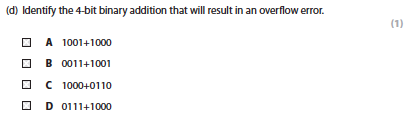 (d) Identify the 4-bit binary addition that will result in an overflow error.
(1)
A 1001+1000
B 0011+1001
C 1000+0110
D 0111+1000